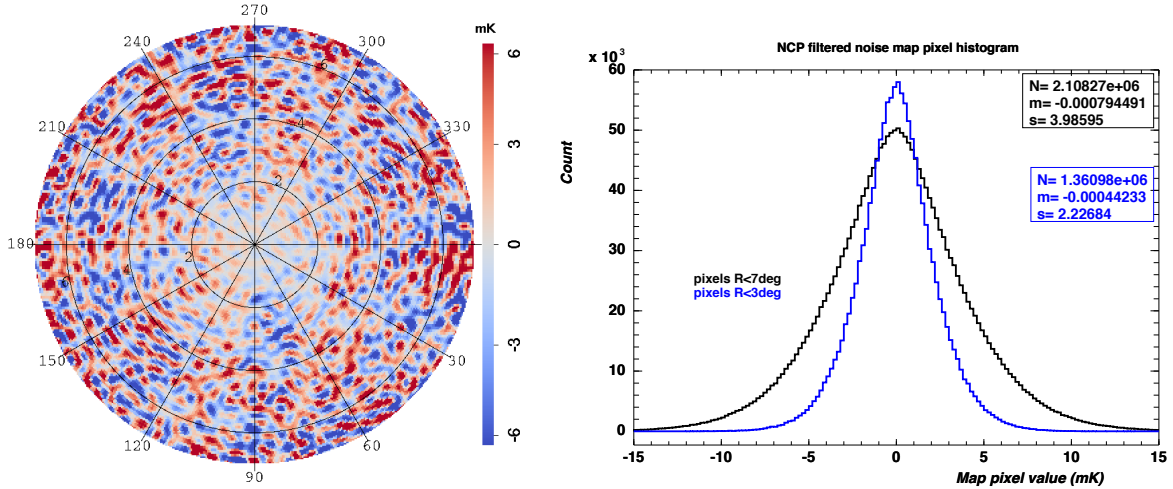 270
240
300
210
330
180
150
30
120
60
90
2
4
6
2
4
6
mK
6
3
0
-3
-6
NCP filtered noise map pixel histogram
x 10³
60
50
40
30
20
10
0
Count
-15
-10
-5
0
5
10
15
Map pixel value (mK)
N= 2.10827e+06
m= -0.000794491
s= 3.98595
N= 1.36098e+06
m= -0.00044233
s= 2.22684
pixels R<7deg
pixels R<3deg